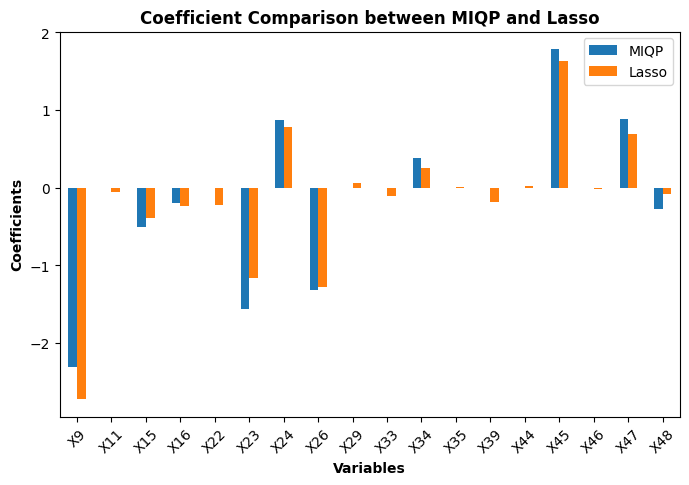 Coefficient Comparison between MIQP and Lasso
2
1
0
−1
−2
Coefficients
MIQP
Lasso
X9 X11 X15 X16 X22 X23 X24 X26 X29 X33 X34 X35 X39 X44 X45 X46 X47 X48
Variables